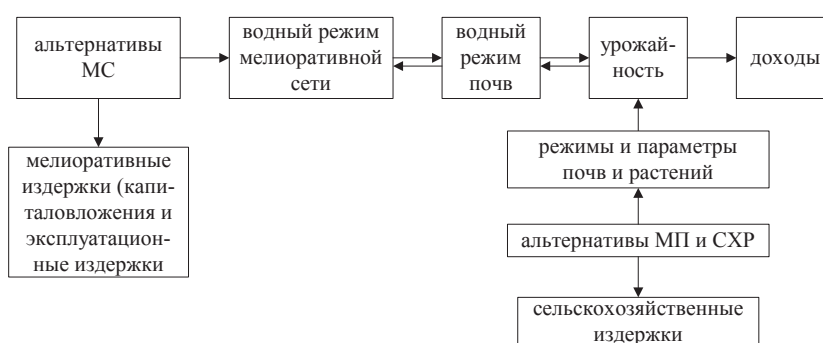 альтернативы
МС
водный режим
мелиоративной
сети
водный
режим
почв
урожай-
ность
доходы
мелиоративные
издержки (капи-
таловложения и
эксплуатацион-
ные издержки
режимы и параметры
почв и растений
альтернативы МП и СХР
сельскохозяйственные
издержки